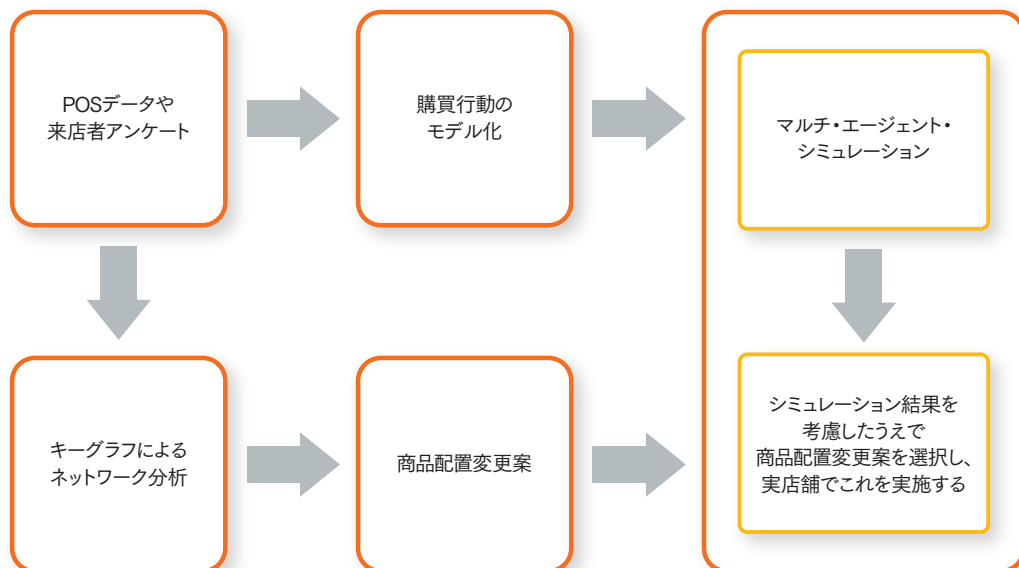 POSデータや
来店者アンケート
購買行動の
モデル化
マルチ・エージェント・
シミュレーション
キーグラフによる
ネットワーク分析
商品配置変更案
シミュレーション結果を
考慮したうえで
商品配置変更案を選択し、
実店舗でこれを実施する